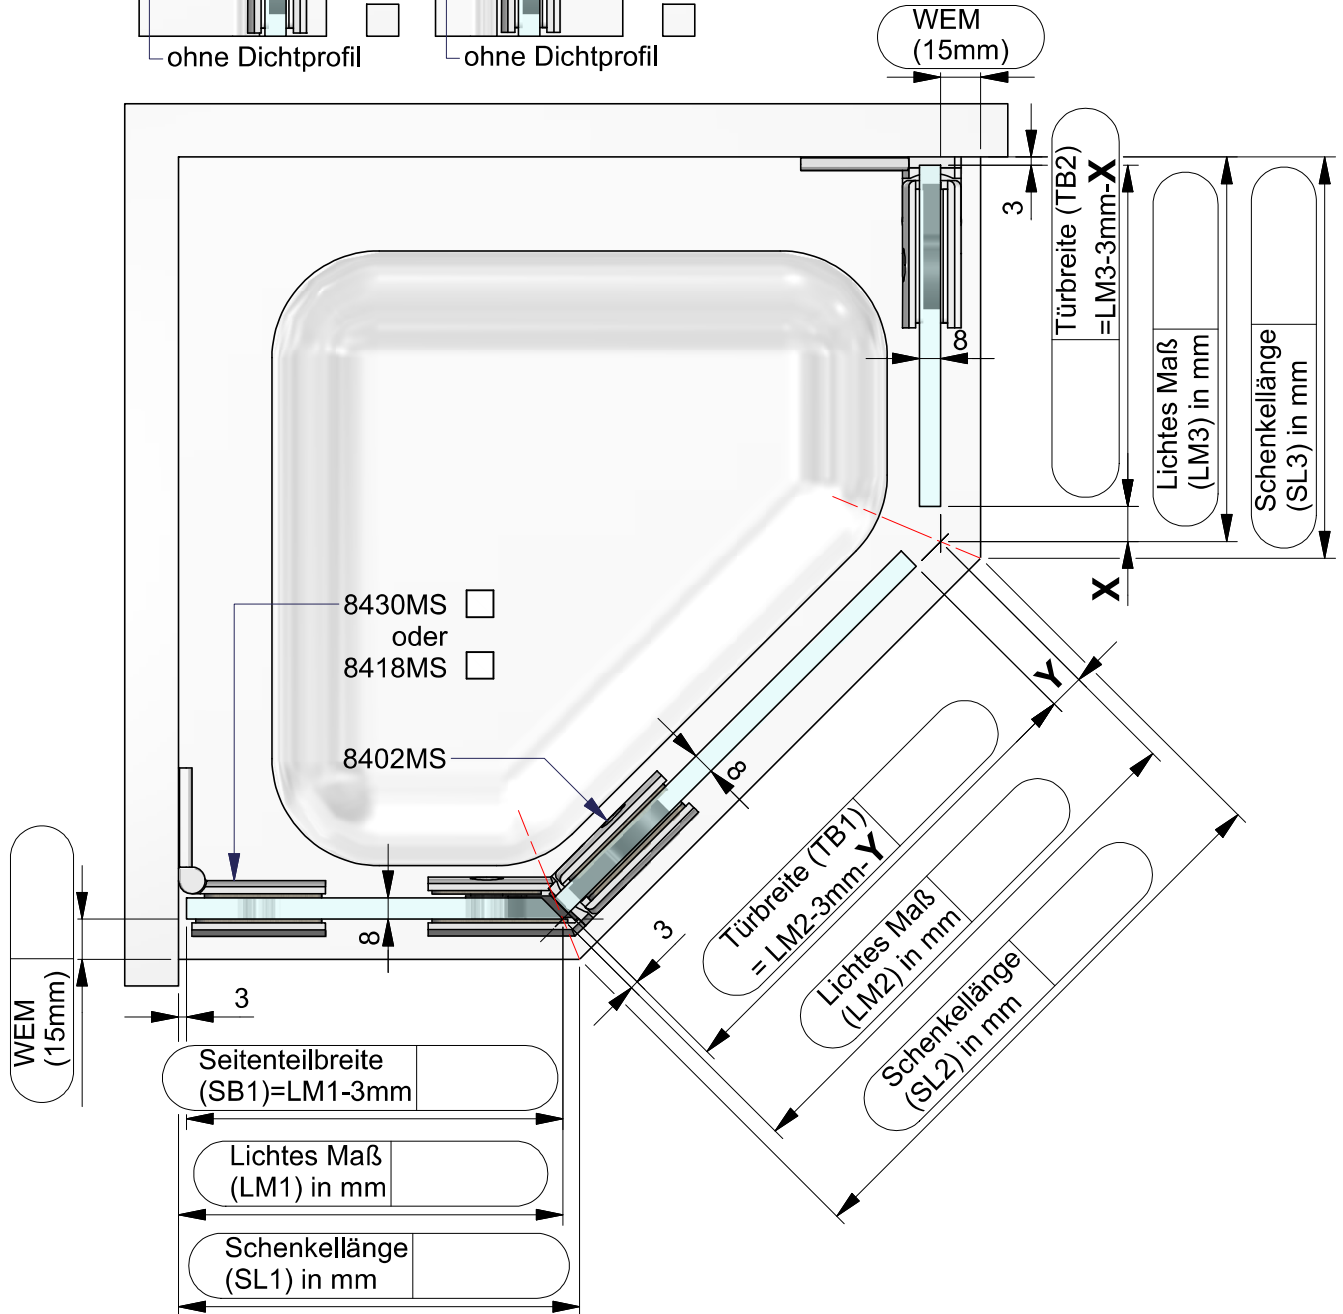 ohne Dichtprofil
ohne Dichtprofil
WEM
(15mm)
3
Türbreite (TB2)
=LM3-3mm-X
Lichtes Maß
(LM3) in mm
Schenkellänge
(SL3) in mm
8
X
8430MS
oder
8418MS
8402MS
Y
8
Türbreite (TB1)
= LM2-3mm-Y
Lichtes Maß
(LM2) in mm
Schenkellänge
(SL2) in mm
3
8
WEM
(15mm)
3
Seitenteilbreite
(SB1)=LM1-3mm
Lichtes Maß
(LM1) in mm
Schenkellänge
(SL1) in mm